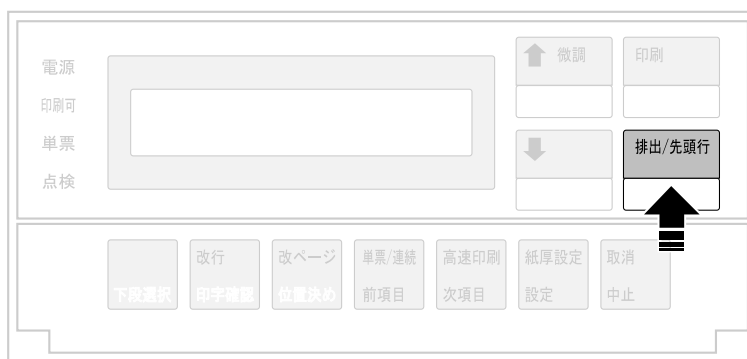 電源
印刷可
単票
点検
微調
印刷
排出/先頭行
改行
改ページ
単票/連続
高速印刷
紙厚設定
取消
下段選択
印字確認
位置決め
前項目
次項目
設定
中止